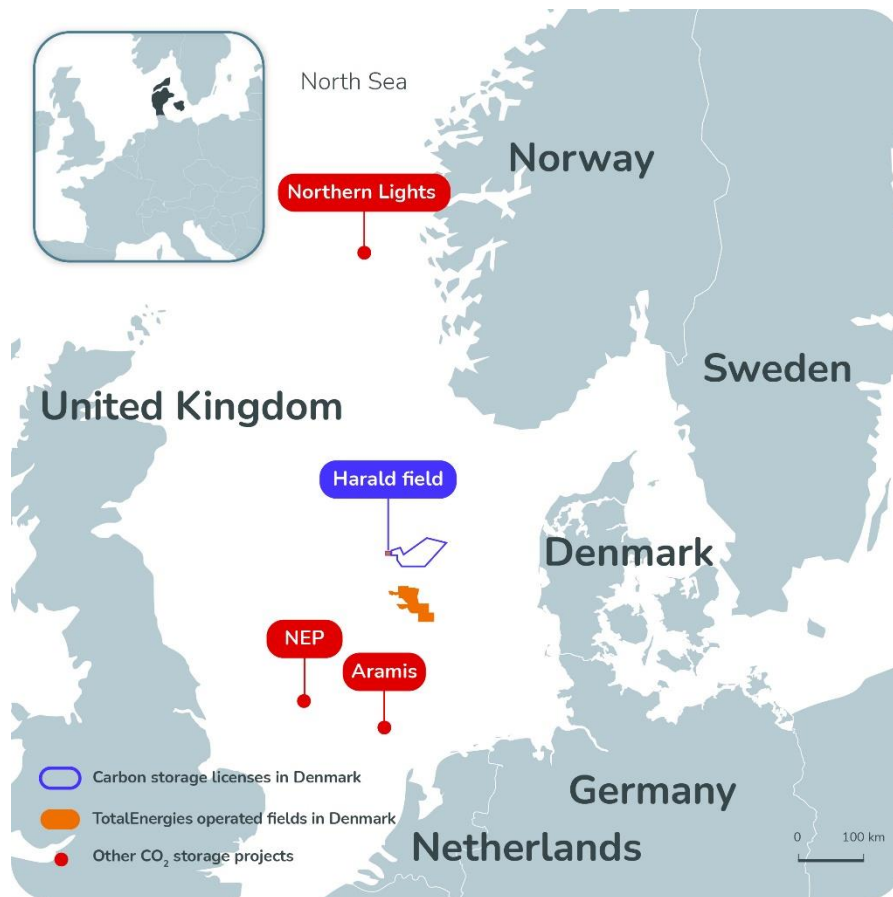 North Sea
Norway
Northern Lights
Sweden
United Kingdom
Harald field
Denmark
NEP
Aramis
Carbon storage licenses in Denmark
Germany
TotalEnergies operated fields in Denmark
Netherlands
Other CO₂ storage projects
0 100 km